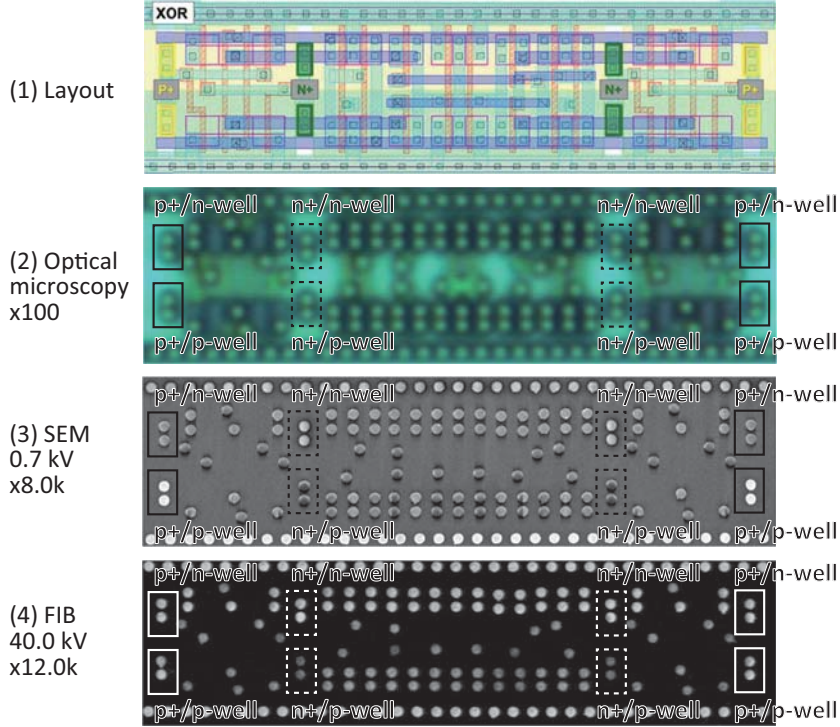 XOR
(1) Layout
P+
N+
N+
P+
p+/n-well n+/n-well n+/n-well p+/n-well
(2) Optical
microscopy
x100
p+/p-well n+/p-well n+/p-well p+/p-well
p+/n-well n+/n-well n+/n-well p+/n-well
(3) SEM
0.7 kV
x8.0k
p+/p-well n+/p-well n+/p-well p+/p-well
p+/n-well n+/n-well n+/n-well p+/n-well
(4) FIB
40.0 kV
x12.0k
p+/p-well n+/p-well n+/p-well p+/p-well